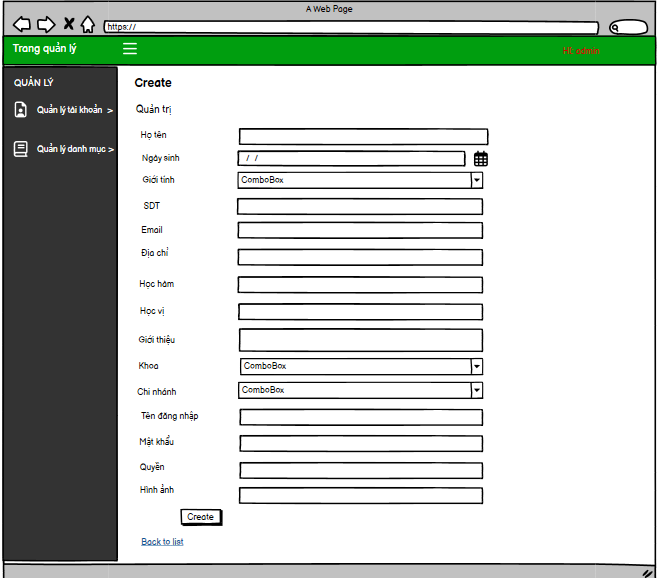 A Web Page
https://
Trang quản lý
Hi! admin
QUẢN LÝ
Quản lý tài khoản >
Quản lý danh mục >
Create
Quản trị
Họ tên
Ngày sinh / /
Giới tính ComboBox
SDT
Email
Địa chỉ
Học hàm
Học vị
Giới thiệu
Khoa ComboBox
Chi nhánh ComboBox
Tên đăng nhập
Mật khẩu
Quyền
Hình ảnh
Create
Back to list